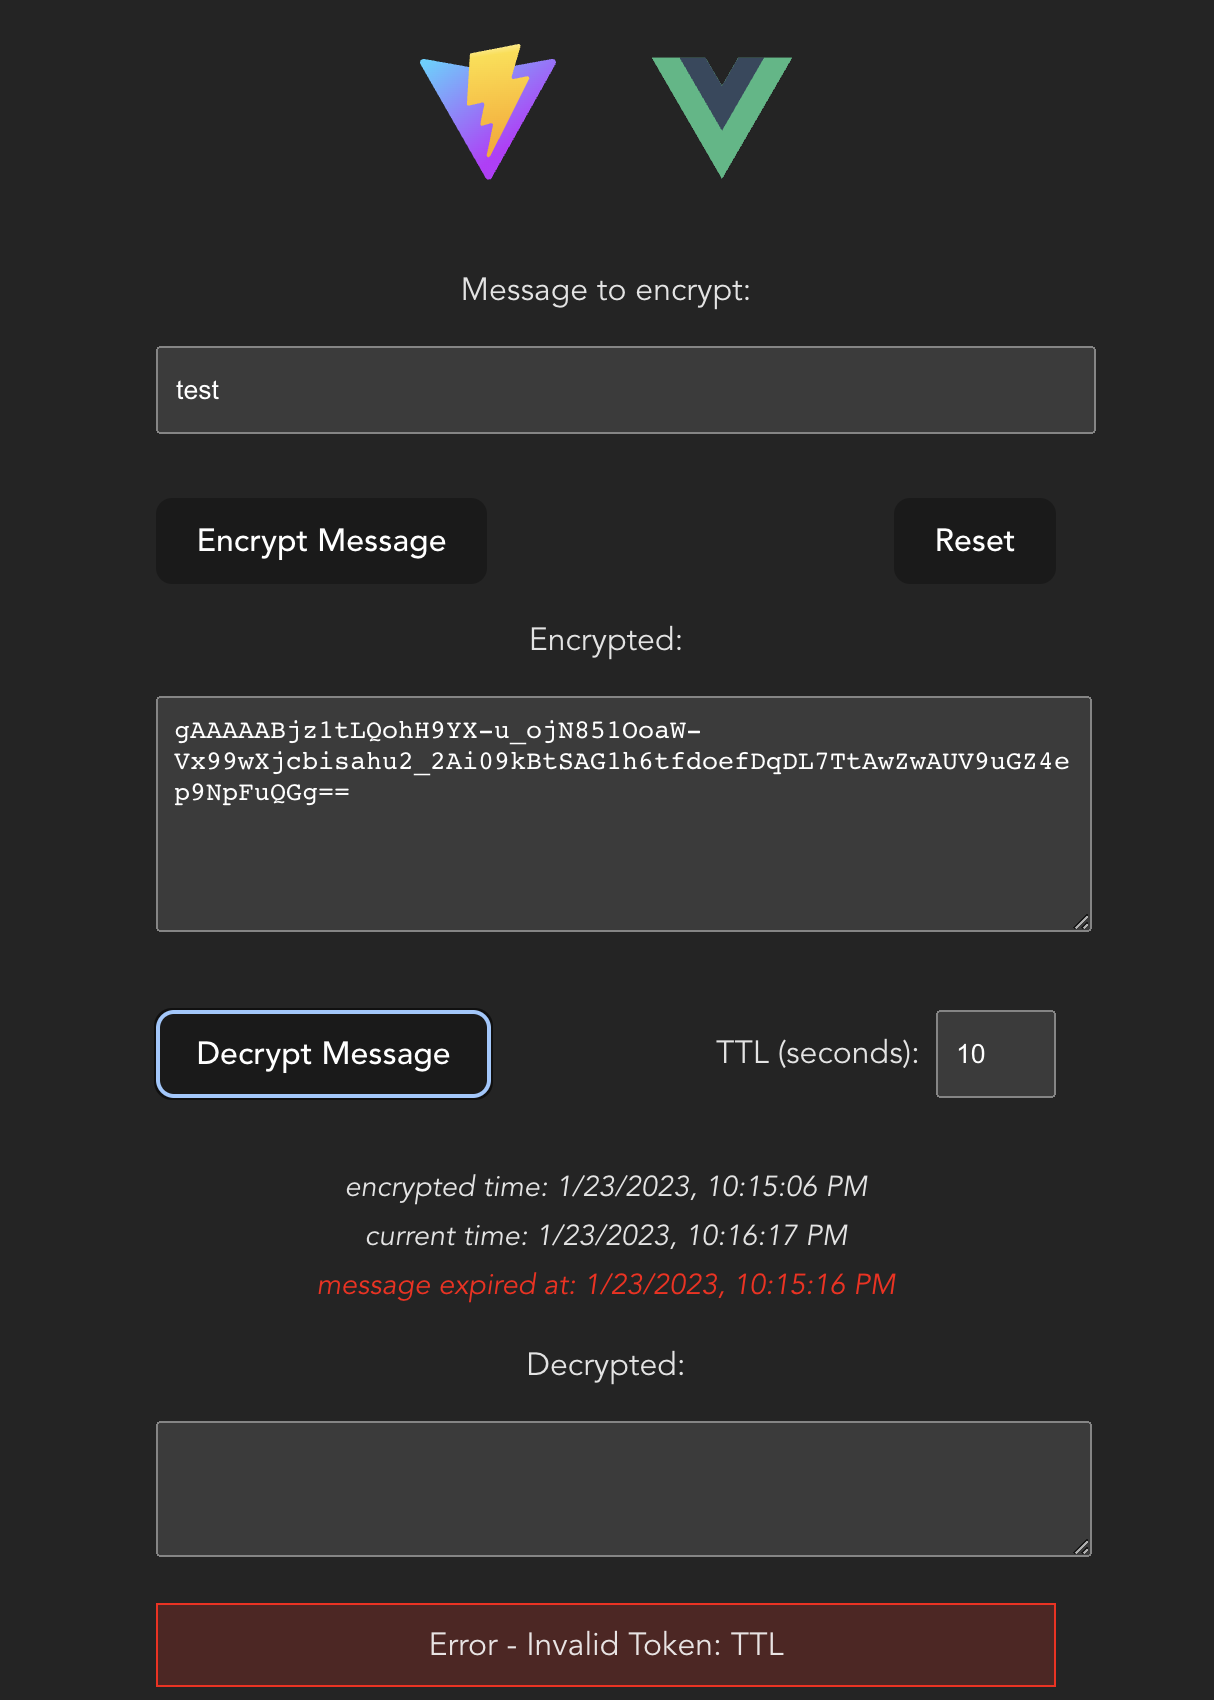 Message to encrypt:
test
Encrypt Message
Reset
Encrypted:
gAAAAABjz1tLQohH9YX-u_ojN851OoaW-
Vx99wXjcbisahu2_2Ai09kBtSAG1h6tfdoefDqDL7TtAwZwAUV9uGZ4e
p9NpFuQGg==
Decrypt Message
TTL (seconds):
10
encrypted time: 1/23/2023, 10:15:06 PM
current time: 1/23/2023, 10:16:17 PM
message expired at: 1/23/2023, 10:15:16 PM
Decrypted:
Error - Invalid Token: TTL